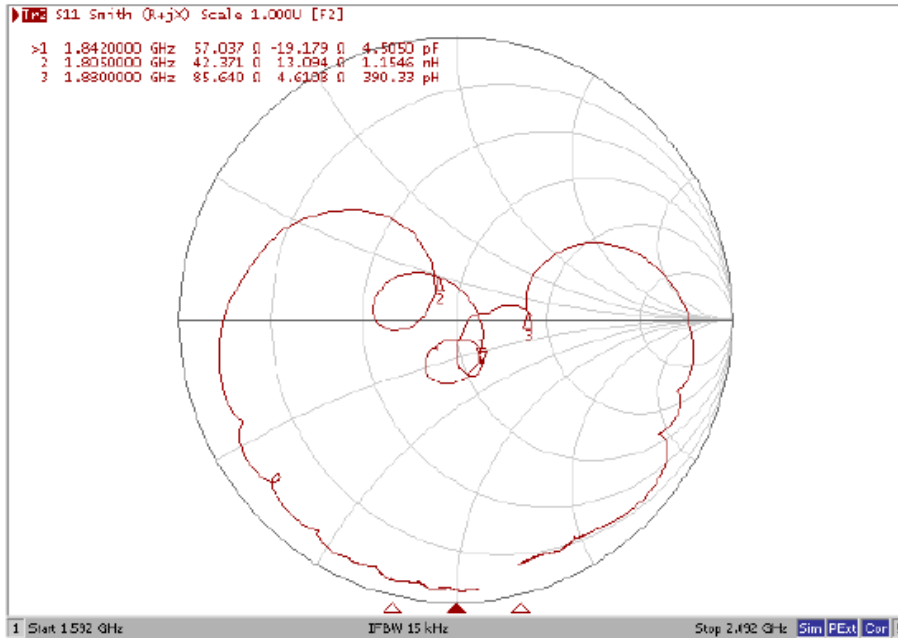 Tr2 S11 Smith (R+jX) Scale 1.000U [F2]
>1 1.8420000 GHz 57.037 Ω -19.179 Ω 4.5050 pF
2 1.8050000 GHz 42.371 Ω 13.094 Ω 1.1546 nH
3 1.8800000 GHz 85.640 Ω 4.6108 Ω 390.33 pH
2
3
1 Start 1.592 GHz IFBW 15 kHz Stop 2.092 GHz Sim PExt Cor